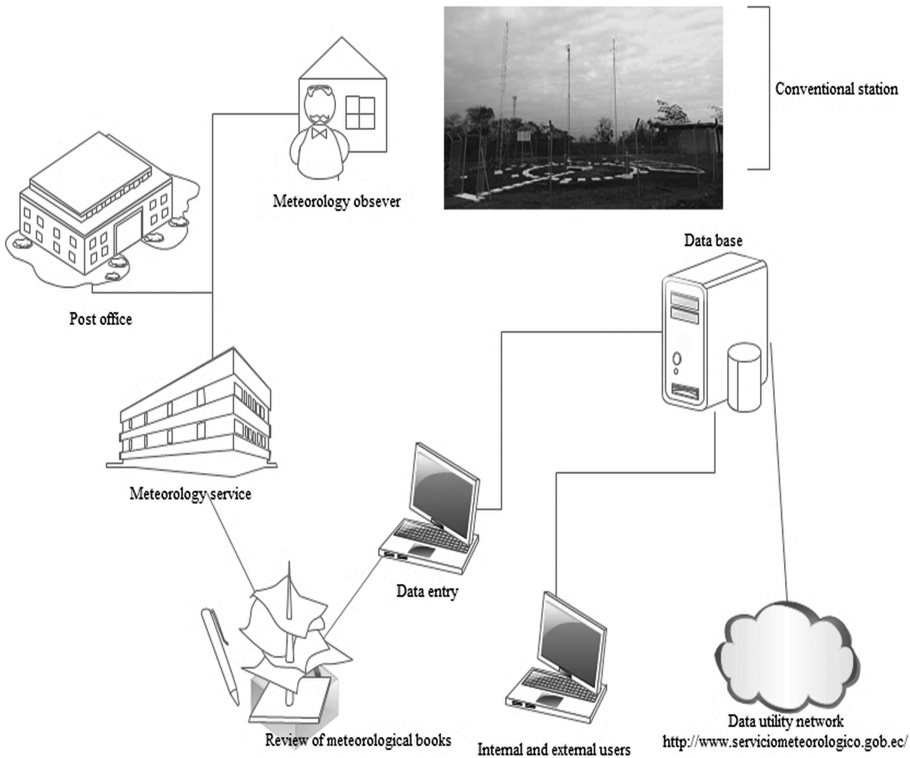 Conventional station
Meteorology obsever
Data base
Post office
Meteorology service
Data entry
Review of meteorological books
Internal and external users
Data utility network
http://www.serviciometeorologico.gob.ec/